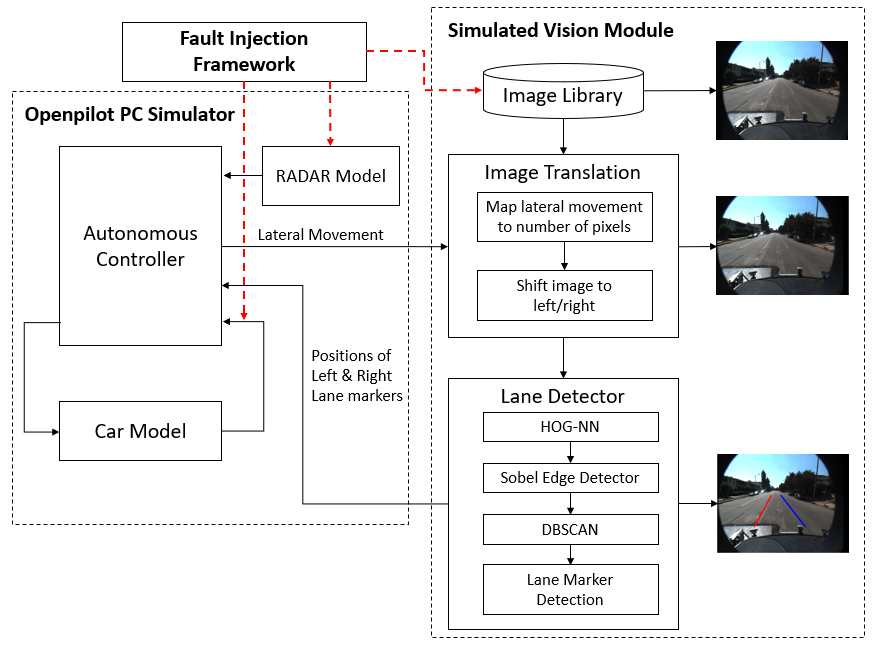 Fault Injection
Framework
Openpilot PC Simulator
Autonomous
Controller
RADAR Model
Lateral Movement
Positions of
Left & Right
Lane markers
Car Model
Simulated Vision Module
Image Library
Image Translation
Map lateral movement
to number of pixels
Shift image to
left/right
Lane Detector
HOG-NN
Sobel Edge Detector
DBSCAN
Lane Marker
Detection